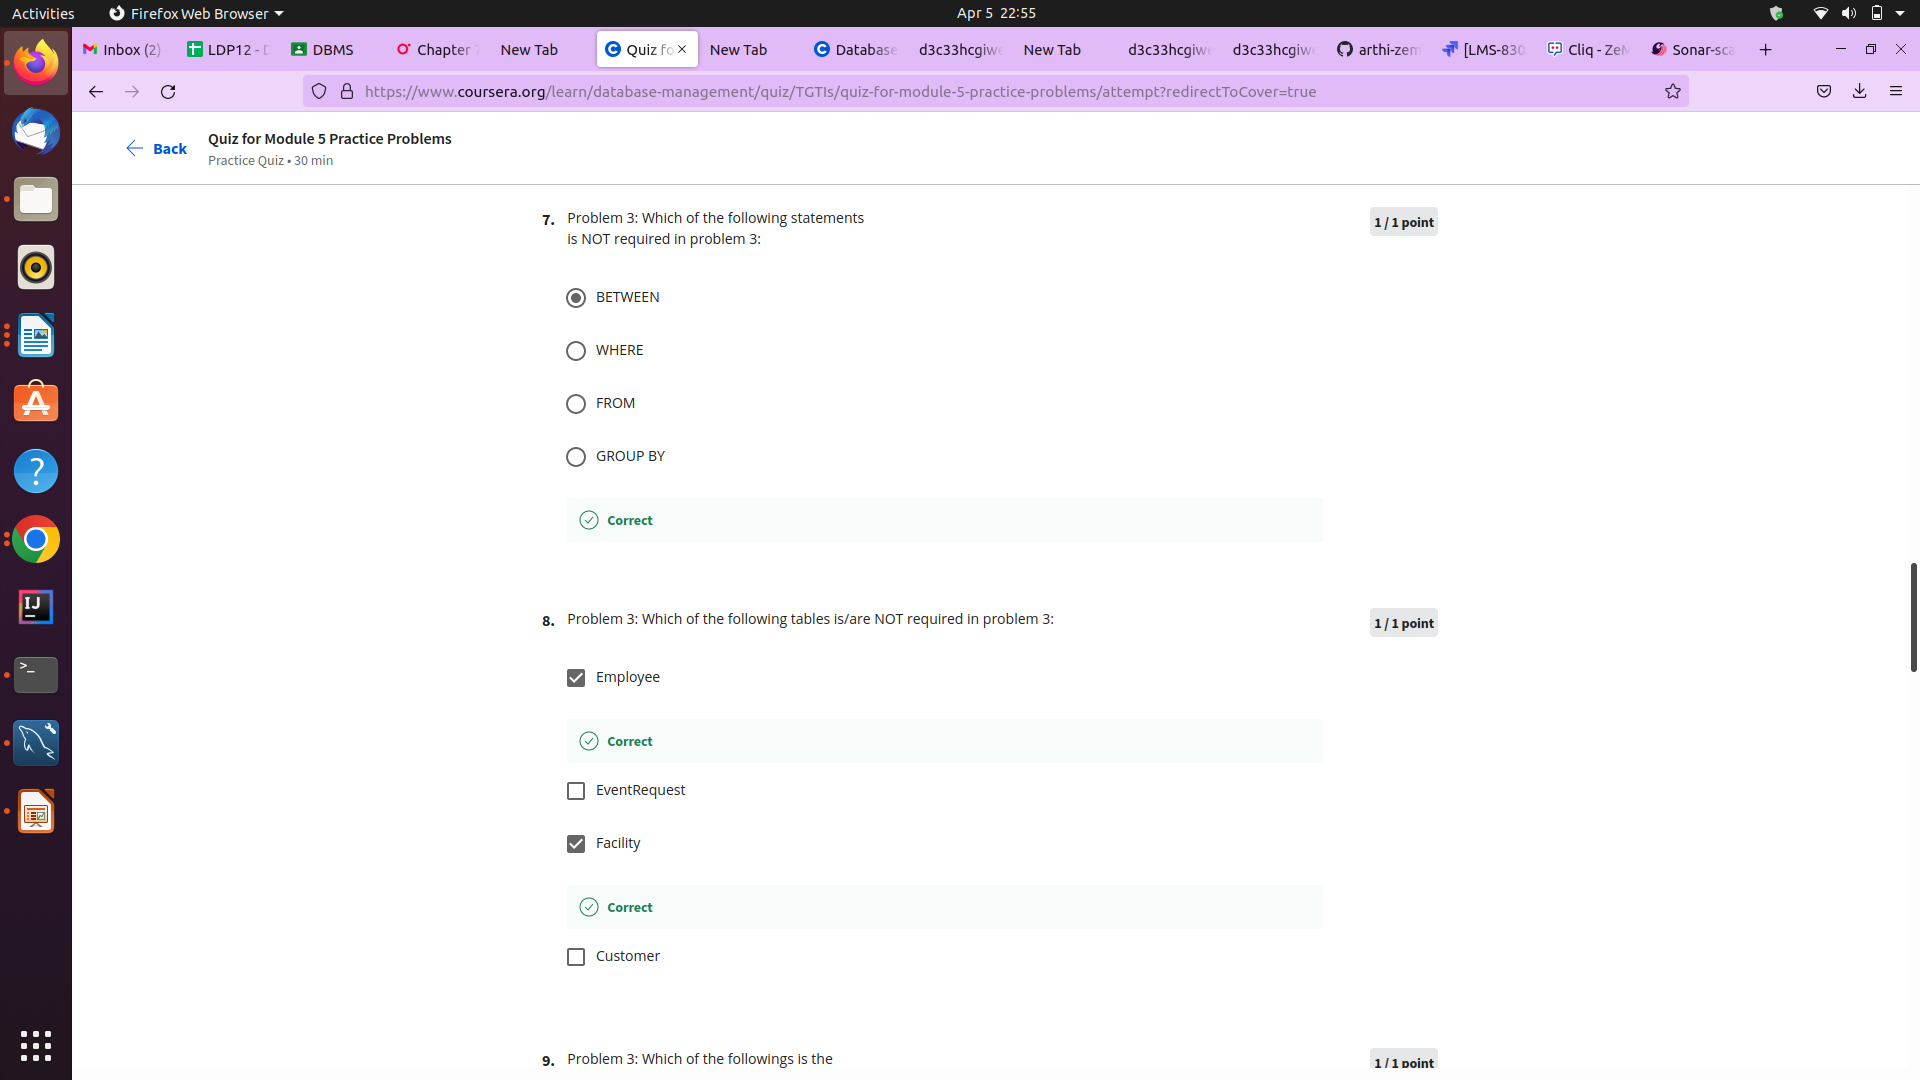 Activities
Firefox Web Browser
Apr 5 22:55
Inbox (2)
LDP12 - D
DBMS
Chapter 7
New Tab
Quiz fo
New Tab
Database
d3c33hcgiwe
New Tab
d3c33hcgiwe
d3c33hcgiwe
arthi-zem
[LMS-830
Cliq - ZeM
Sonar-sca
https://www.coursera.org/learn/database-management/quiz/TGTIs/quiz-for-module-5-practice-problems/attempt?redirectToCover=true
Back
Quiz for Module 5 Practice Problems
Practice Quiz • 30 min
7. Problem 3: Which of the following statements
is NOT required in problem 3:
1 / 1 point
BETWEEN
WHERE
FROM
GROUP BY
Correct
8. Problem 3: Which of the following tables is/are NOT required in problem 3:
1 / 1 point
Employee
Correct
EventRequest
Facility
Correct
Customer
9. Problem 3: Which of the followings is the
1 / 1 point